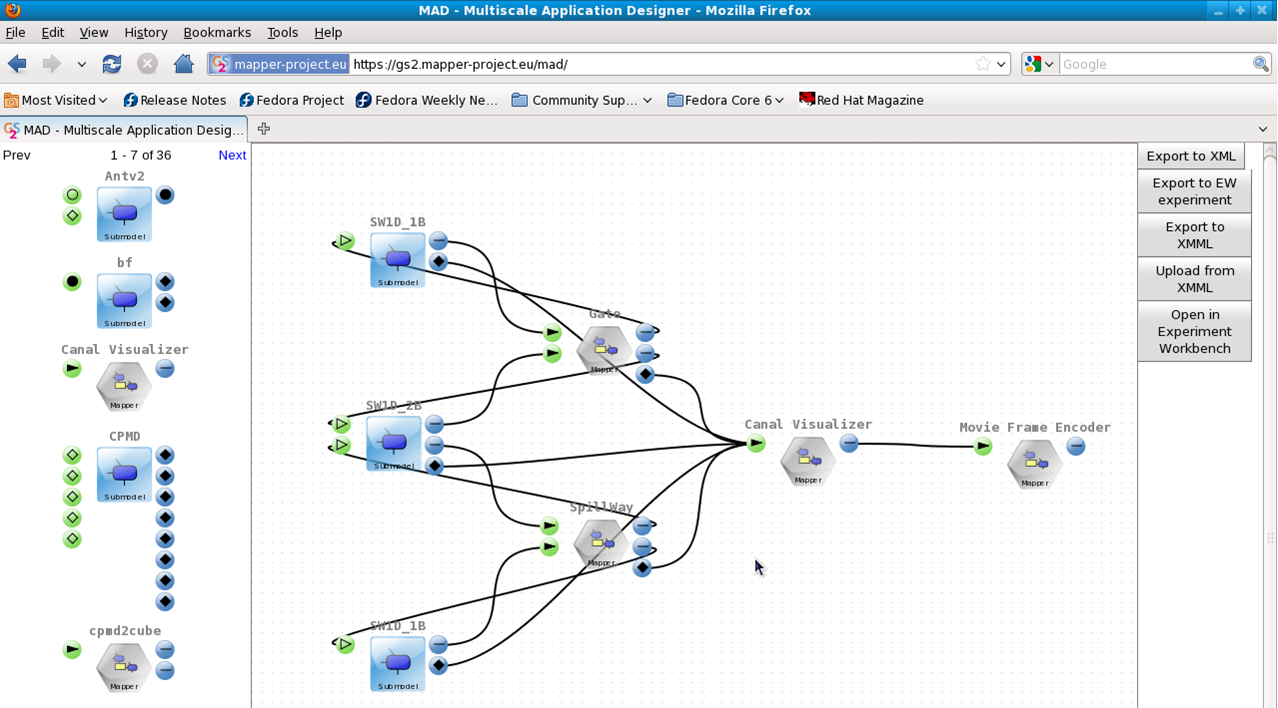 MAD - Multiscale Application Designer - Mozilla Firefox
File Edit View History Bookmarks Tools Help
mapper-project.eu https://gs2.mapper-project.eu/mad/
Google
Most Visited Release Notes Fedora Project Fedora Weekly Ne... Community Sup... Fedora Core 6 Red Hat Magazine
MAD - Multiscale Application Desig...
Prev 1 - 7 of 36 Next
Antv2
Submodel
bf
Submodel
Canal Visualizer
Mapper
CPMD
Submodel
cpmd2cube
Mapper
SW1D_1B
Submodel
Gate
Mapper
SW1D_2B
Submodel
Canal Visualizer
Mapper
Movie Frame Encoder
Mapper
SpillWay
Mapper
SW1D_1B
Submodel
Export to XML
Export to EW
experiment
Export to
XMML
Upload from
XMML
Open in
Experiment
Workbench